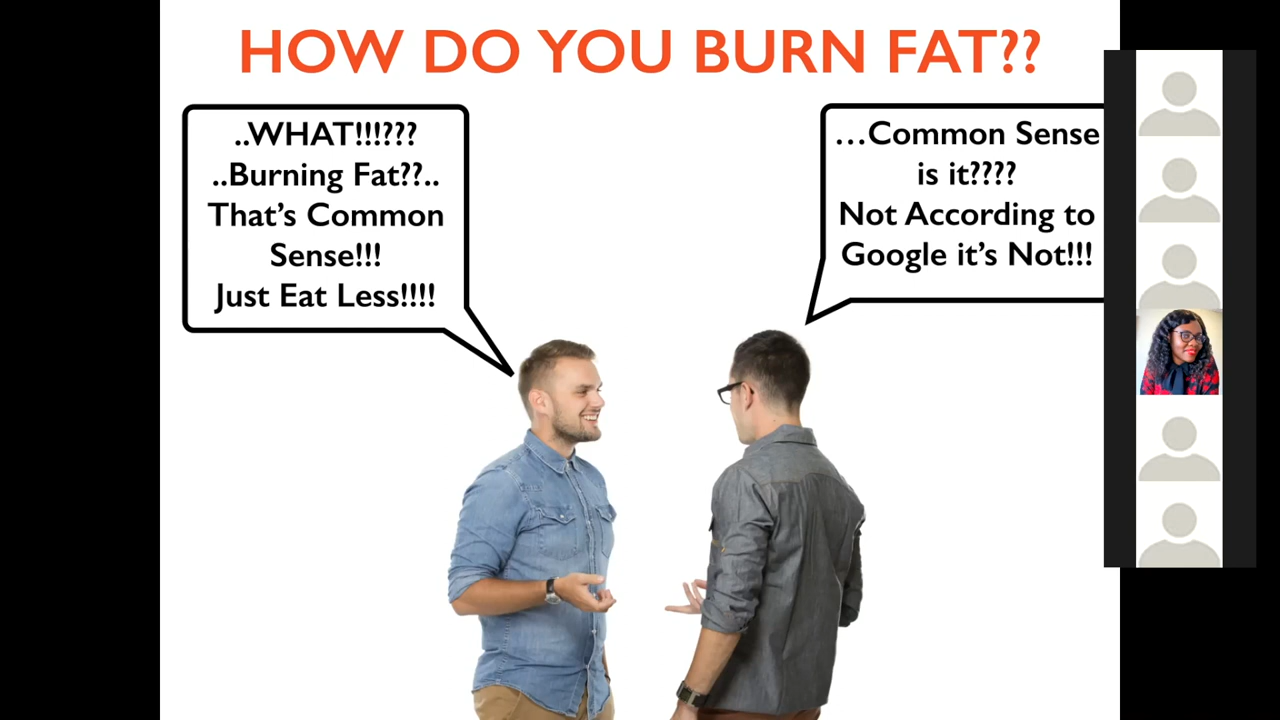 HOW DO YOU BURN FAT??
..WHAT!!!???
..Burning Fat??..
That's Common
Sense!!!
Just Eat Less!!!!
...Common Sense
is it????
Not According to
Google it's Not!!!